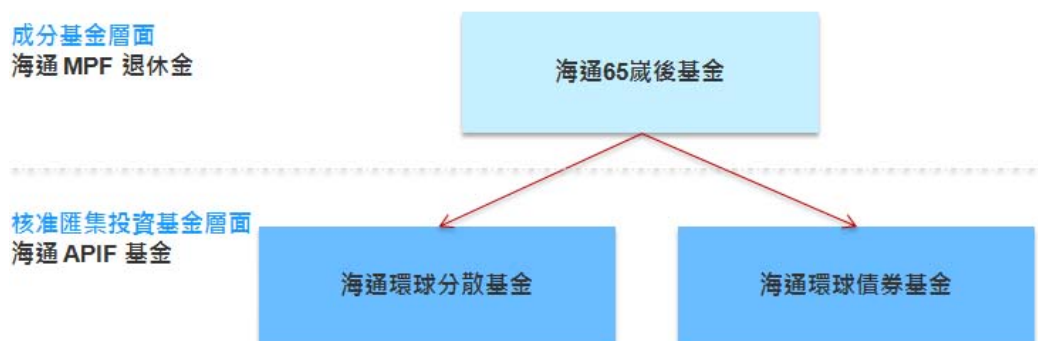 成分基金層面
海通 MPF 退休金
海通65嵗後基金
核准匯集投資基金層面
海通 APIF 基金
海通環球分散基金
海通環球債券基金